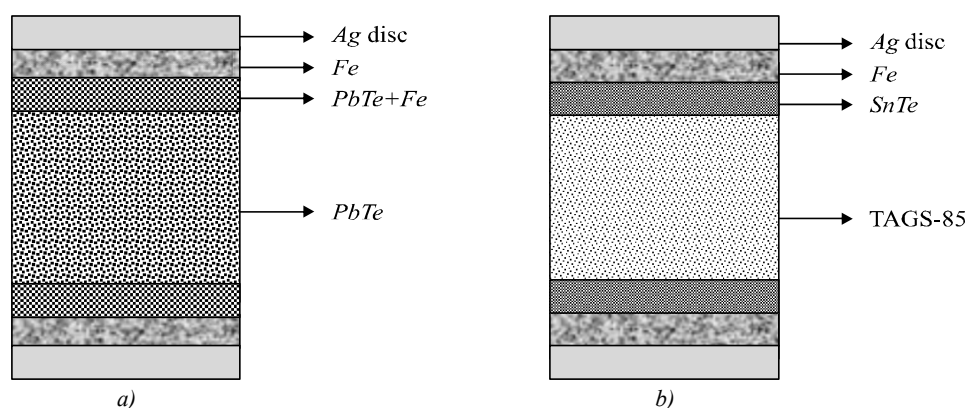 Ag disc
Fe
PbTe+Fe
PbTe
a)
Ag disc
Fe
SnTe
TAGS-85
b)